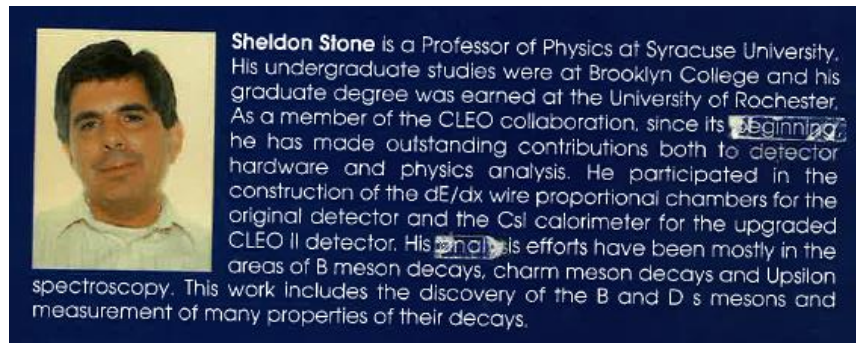 Sheldon Stone is a Professor of Physics at Syracuse University.
His undergraduate studies were at Brooklyn College and his
graduate degree was earned at the University of Rochester.
As a member of the CLEO collaboration, since its beginning,
he has made outstanding contributions both to detector
hardware and physics analysis. He participated in the
construction of the dE/dx wire proportional chambers for the
original detector and the CsI calorimeter for the upgraded
CLEO II detector. His analysis efforts have been mostly in the
areas of B meson decays, charm meson decays and Upsilon
spectroscopy. This work includes the discovery of the B and D s mesons and
measurement of many properties of their decays.